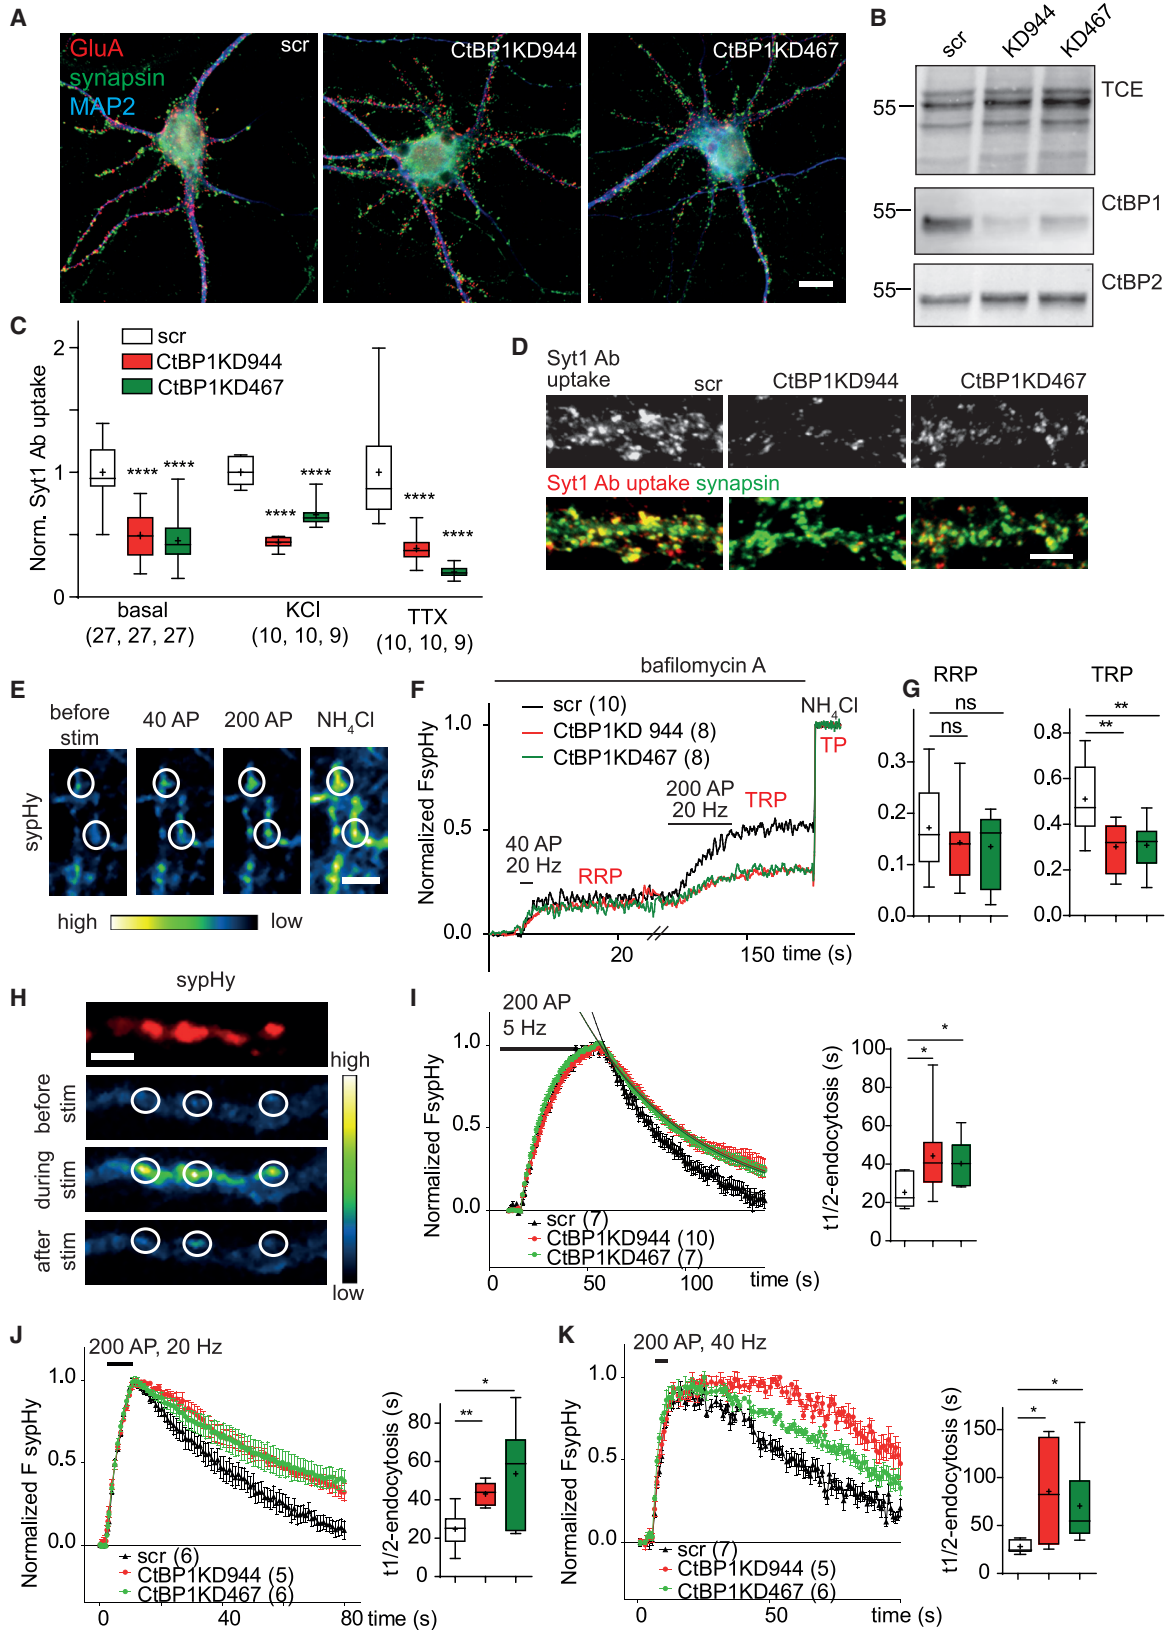 A
GluA
synapsin
MAP2
scr
CtBP1KD944
CtBP1KD467
B
scr
KD944
KD467
55
TCE
55
CtBP1
55
CtBP2
C
scr
CtBP1KD944
CtBP1KD467
Norm. Syt1 Ab uptake
2
1
0
**** ****
**** ****
**** ****
basal
(27, 27, 27)
KCl
(10, 10, 9)
TTX
(10, 10, 9)
D
Syt1 Ab
uptake
scr
CtBP1KD944
CtBP1KD467
Syt1 Ab uptake synapsin
E
before
stim
40 AP
200 AP
NH4Cl
sypHy
high
low
F
bafilomycin A
scr (10)
CtBP1KD 944 (8)
CtBP1KD467 (8)
NH4Cl
TP
200 AP
20 Hz
TRP
40 AP
20 Hz
RRP
Normalized FsypHy
1.0
0.5
0.0
20
150
time (s)
G
RRP
ns
ns
0.3
0.2
0.1
0.0
TRP
**
**
0.8
0.6
0.4
0.2
0.0
H
sypHy
before
stim
during
stim
after
stim
high
low
I
200 AP
5 Hz
Normalized FsypHy
1.0
0.5
0.0
scr (7)
CtBP1KD944 (10)
CtBP1KD467 (7)
0
50
100
time (s)
t1/2-endocytosis (s)
100
80
60
40
20
0
*
*
J
200 AP, 20 Hz
Normalized F sypHy
1.0
0.5
0.0
scr (6)
CtBP1KD944 (5)
CtBP1KD467 (6)
0
40
80
time (s)
t1/2-endocytosis (s)
80
60
40
20
0
*
**
K
200 AP, 40 Hz
Normalized FsypHy
1.0
0.5
0.0
scr (7)
CtBP1KD944 (5)
CtBP1KD467 (6)
0
50
time (s)
t1/2-endocytosis (s)
150
100
50
0
*
*